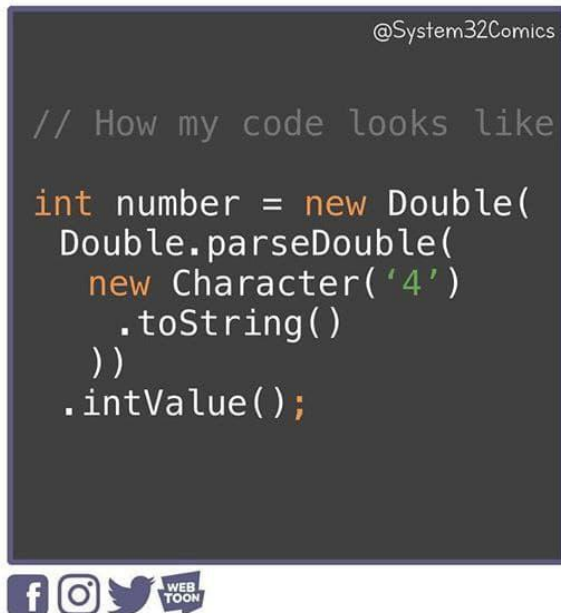 @System32Comics
// How my code looks like
int number = new Double(
Double.parseDouble(
new Character(‘4’)
.toString()
))
.intValue();
f
WEB
TOON